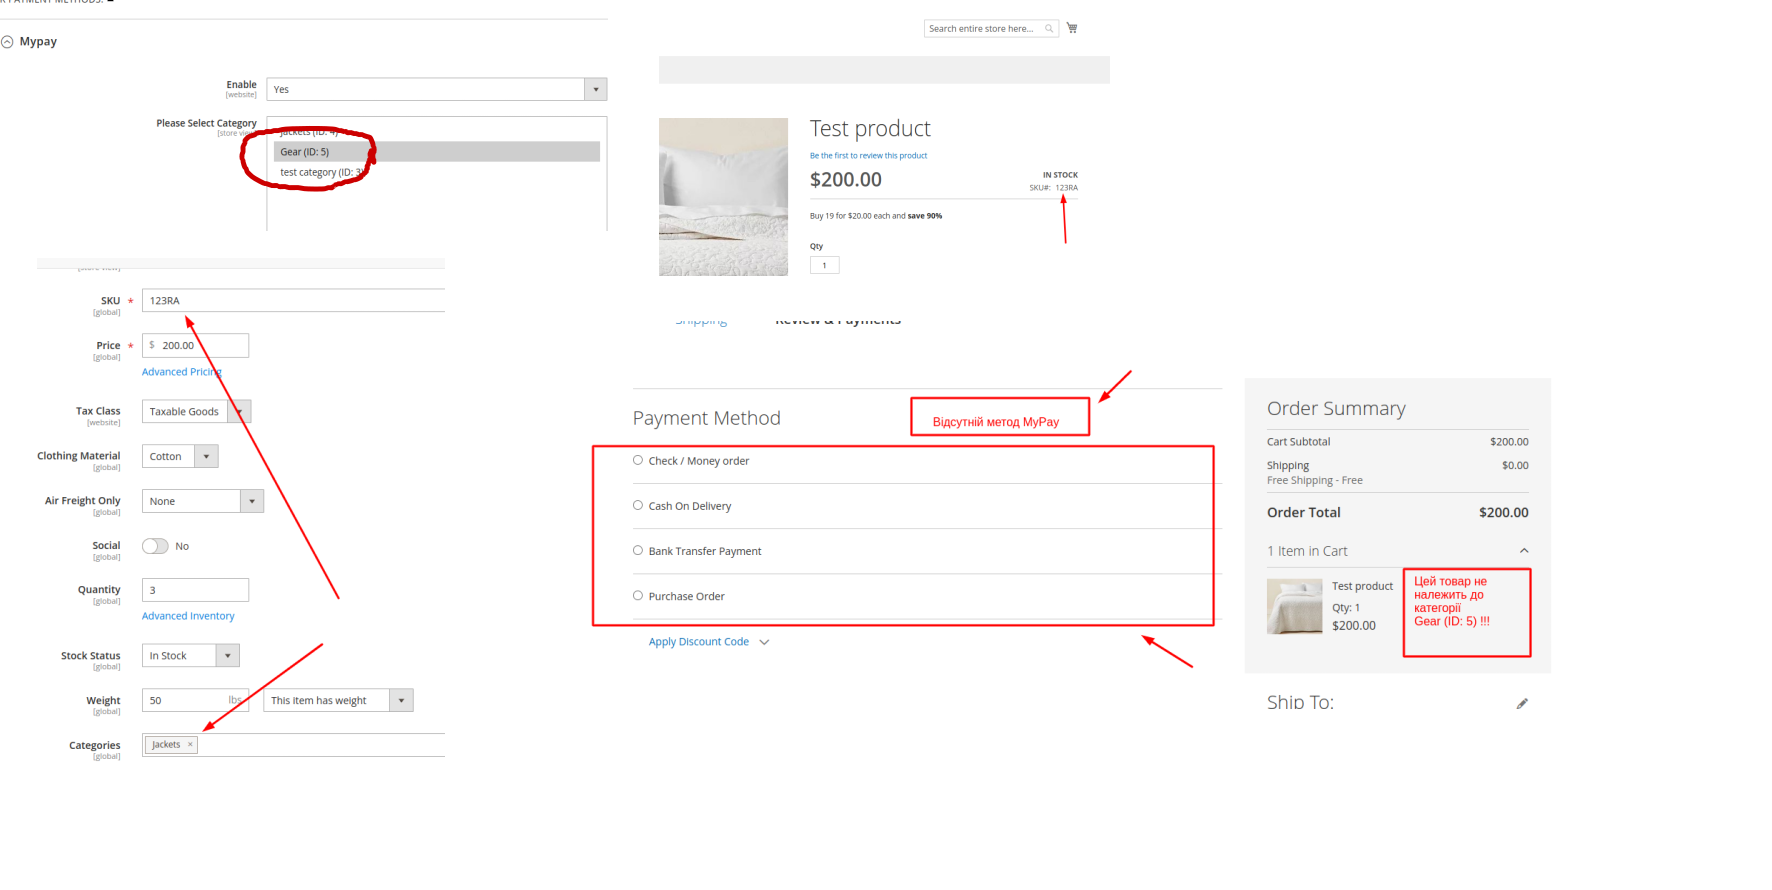 R PAYMENT METHODS:
Mypay
Enable
[website]
Yes
Please Select Category
[store view]
Jackets (ID: 4)
Gear (ID: 5)
test category (ID: 3)
[store view]
SKU *
[global]
123RA
Price *
[global]
$ 200.00
Advanced Pricing
Tax Class
[website]
Taxable Goods
Clothing Material
[global]
Cotton
Air Freight Only
[global]
None
Social
[global]
No
Quantity
[global]
3
Advanced Inventory
Stock Status
[global]
In Stock
Weight
[global]
50 lbs
This item has weight
Categories
[global]
Jackets ×
Search entire store here...
Test product
Be the first to review this product
$200.00
IN STOCK
SKU#: 123RA
Buy 19 for $20.00 each and save 90%
Qty
1
Shipping
Review & Payments
Payment Method
Відсутній метод MyPay
Check / Money order
Cash On Delivery
Bank Transfer Payment
Purchase Order
Apply Discount Code
Order Summary
Cart Subtotal $200.00
Shipping $0.00
Free Shipping - Free
Order Total $200.00
1 Item in Cart
Test product
Qty: 1
$200.00
Цей товар не
належить до
категорії
Gear (ID: 5) !!!
Ship To: